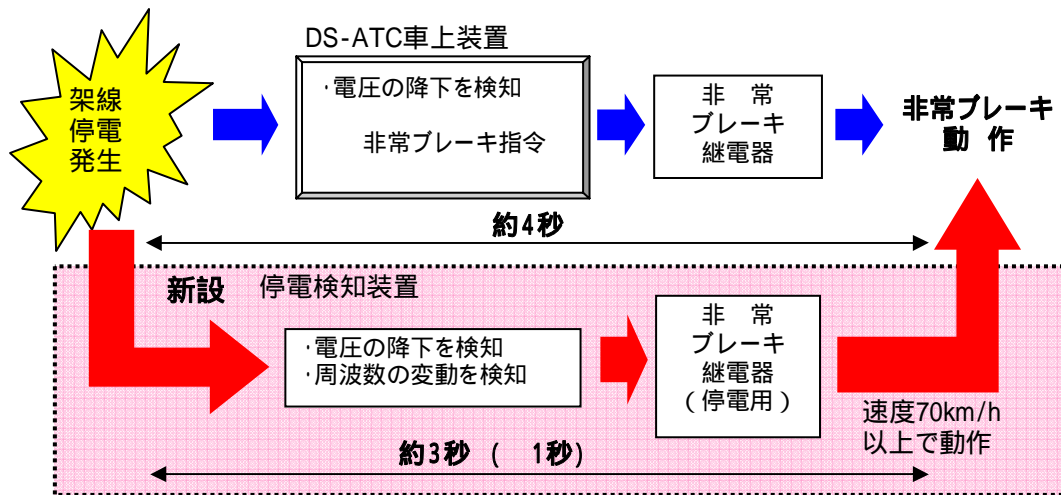 DS-ATC車上装置
架線
停電
発生
·電圧の降下を検知
非常ブレーキ指令
非　常
ブレーキ
継電器
非常ブレーキ
動 作
約4秒
新設　停電検知装置
·電圧の降下を検知
·周波数の変動を検知
非　常
ブレーキ
継電器
(停電用)
速度70km/h
以上で動作
約3秒 (　1秒)